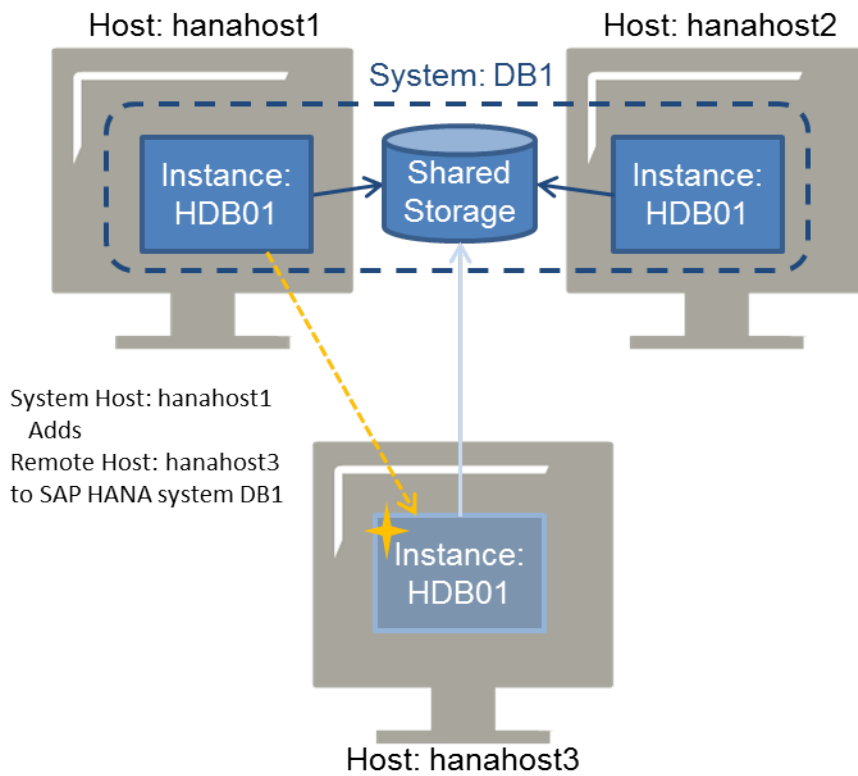 Host: hanahost1
Host: hanahost2
System: DB1
Instance:
HDB01
Shared
Storage
Instance:
HDB01
System Host: hanahost1
Adds
Remote Host: hanahost3
to SAP HANA system DB1
Instance:
HDB01
Host: hanahost3